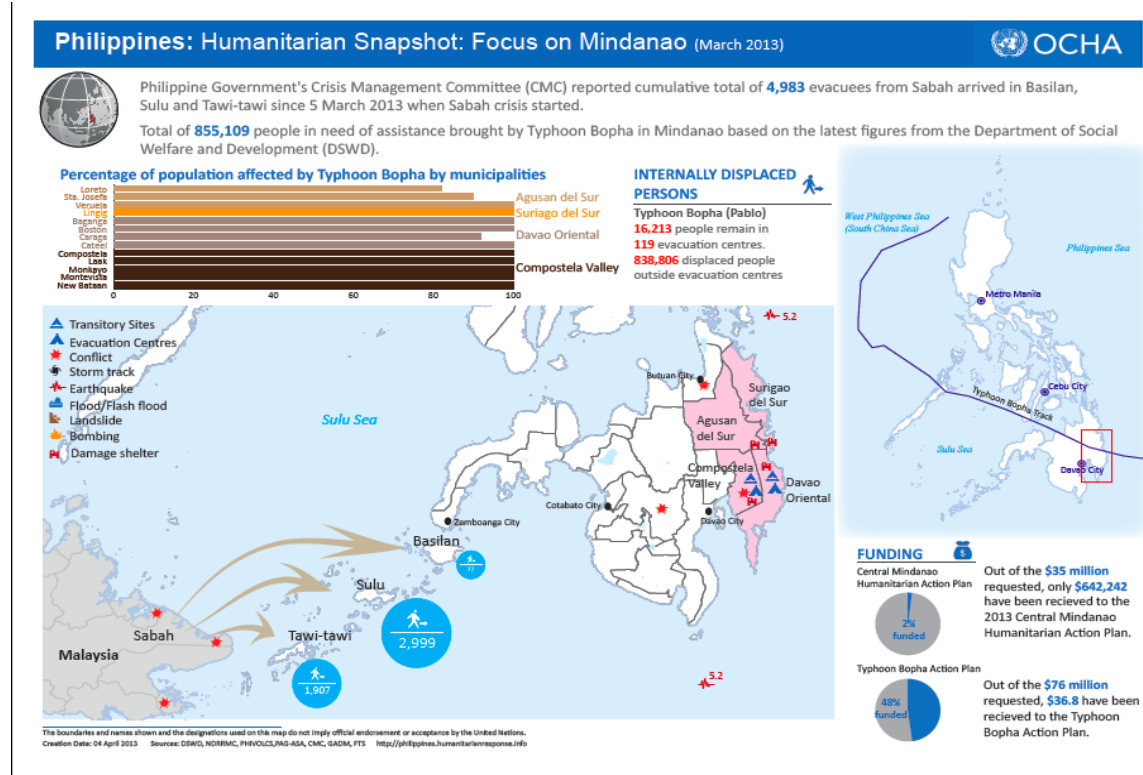 Philippines: Humanitarian Snapshot: Focus on Mindanao (March 2013)
OCHA
Philippine Government's Crisis Management Committee (CMC) reported cumulative total of 4,983 evacuees from Sabah arrived in Basilan,
Sulu and Tawi-tawi since 5 March 2013 when Sabah crisis started.
Total of 855,109 people in need of assistance brought by Typhoon Bopha in Mindanao based on the latest figures from the Department of Social
Welfare and Development (DSWD).
Percentage of population affected by Typhoon Bopha by municipalities
Loreto
Sta. Josefa
Veruela
Lingig
Baganga
Boston
Caraga
Cateel
Compostela
Laak
Monkayo
Montevista
New Bataan
Agusan del Sur
Suriago del Sur
Davao Oriental
Compostela Valley
0 20 40 60 80 100
INTERNALLY DISPLACED
PERSONS
Typhoon Bopha (Pablo)
16,213 people remain in
119 evacuation centres.
838,806 displaced people
outside evacuation centres
West Philippines Sea
(South China Sea)
Philippines Sea
Metro Manila
Cebu City
Typhoon Bopha Track
Sulu Sea
Davao City
Transitory Sites
Evacuation Centres
Conflict
Storm track
Earthquake
Flood/Flash flood
Landslide
Bombing
Damage shelter
Sulu Sea
5.2
Butuan City
Surigao
del Sur
Agusan
del Sur
Compostela
Valley
Davao
Oriental
Cotabato City
Davao City
Zamboanga City
Basilan
77
Sulu
2,999
Sabah
Tawi-tawi
1,907
Malaysia
5.2
FUNDING
$
Central Mindanao
Humanitarian Action Plan
2%
funded
Out of the $35 million
requested, only $642,242
have been recieved to the
2013 Central Mindanao
Humanitarian Action Plan.
Typhoon Bopha Action Plan
48%
funded
Out of the $76 million
requested, $36.8 have been
recieved to the Typhoon
Bopha Action Plan.
The boundaries and names shown and the designations used on this map do not imply official endorsement or acceptance by the United Nations.
Creation Date: 04 April 2013 Sources: DSWD, NDRRMC, PHIVOLCS,PAG-ASA, CMC, GADM, FTS http://philippines.humanitarianresponse.info